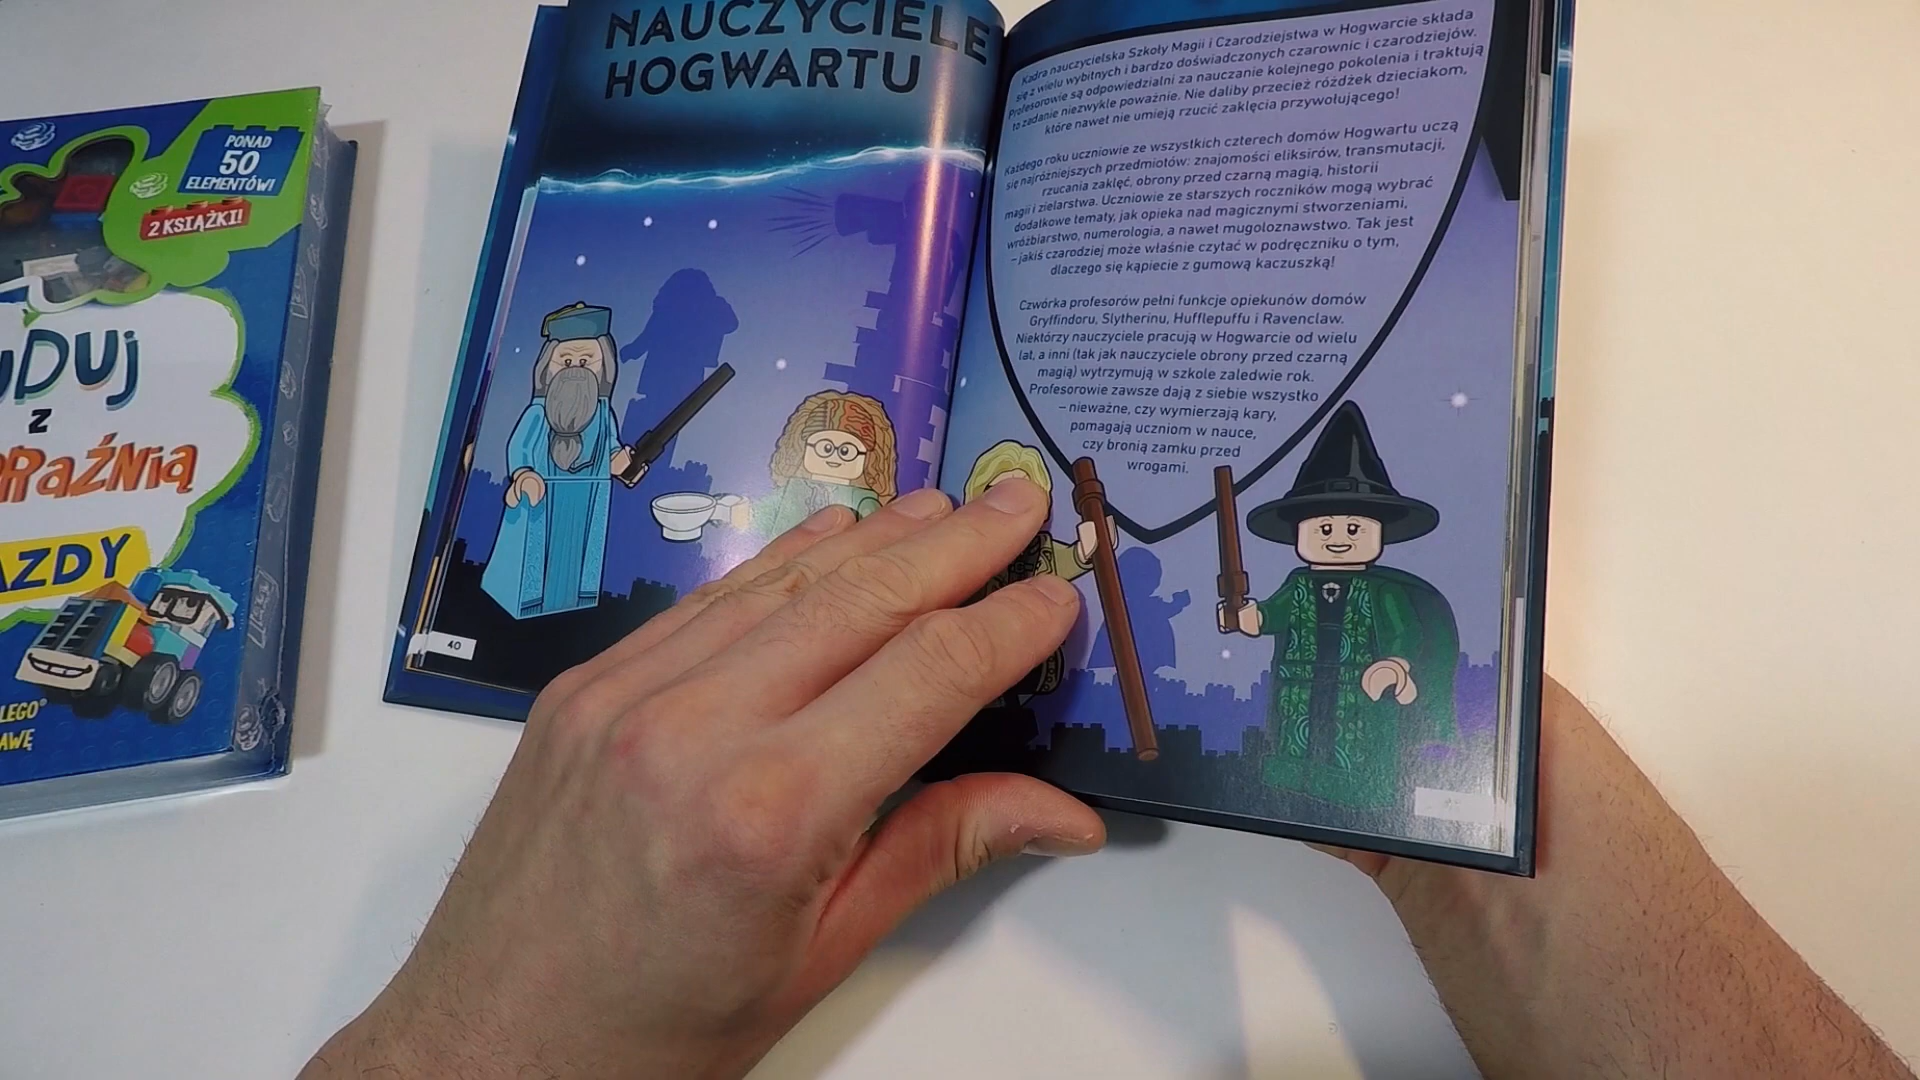 PONAD
50
ELEMENTÓW!
2 KSIĄŻKI!
Z
LEGO®
NAUCZYCIELE
HOGWARTU
40
Kadra nauczycielska Szkoły Magii i Czarodziejstwa w Hogwarcie składa
się z wielu wybitnych i bardzo doświadczonych czarownic i czarodziejów.
Profesorowie są odpowiedzialni za nauczanie kolejnego pokolenia i traktują
to zadanie niezwykle poważnie. Nie daliby przecież różdżek dzieciakom,
które nawet nie umieją rzucić zaklęcia przywołującego!
Każdego roku uczniowie ze wszystkich czterech domów Hogwartu uczą
się najróżniejszych przedmiotów: znajomości eliksirów, transmutacji,
rzucania zaklęć, obrony przed czarną magią, historii
magii i zielarstwa. Uczniowie ze starszych roczników mogą wybrać
dodatkowe tematy, jak opieka nad magicznymi stworzeniami,
wróżbiarstwo, numerologia, a nawet mugoloznawstwo. Tak jest
– jakiś czarodziej może właśnie czytać w podręczniku o tym,
dlaczego się kąpiecie z gumową kaczuszką!
Czwórka profesorów pełni funkcje opiekunów domów
Gryffindoru, Slytherinu, Hufflepuffu i Ravenclaw.
Niektórzy nauczyciele pracują w Hogwarcie od wielu
lat, a inni (tak jak nauczyciele obrony przed czarną
magią) wytrzymują w szkole zaledwie rok.
Profesorowie zawsze dają z siebie wszystko
– nieważne, czy wymierzają kary,
pomagają uczniom w nauce,
czy bronią zamku przed
wrogami.